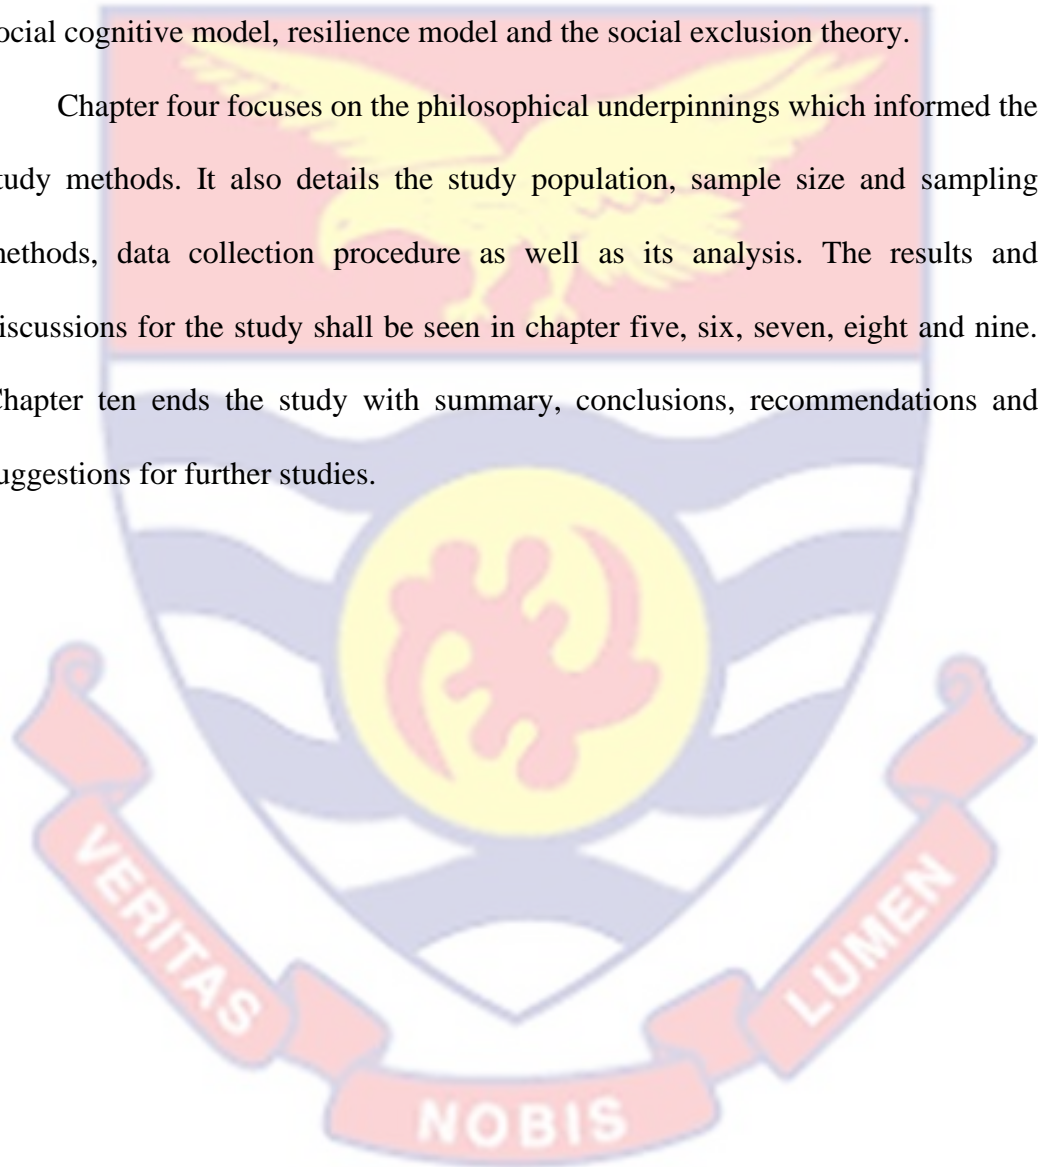 ocial cognitive model, resilience model and the social exclusion theory.
Chapter four focuses on the philosophical underpinnings which informed the
tudy methods. It also details the study population, sample size and sampling
ethods, data collection procedure as well as its analysis. The results and
iscussions for the study shall be seen in chapter five, six, seven, eight and nine.
hapter ten ends the study with summary, conclusions, recommendations and
uggestions for further studies.
VERITAS
NOBIS
LUMEN